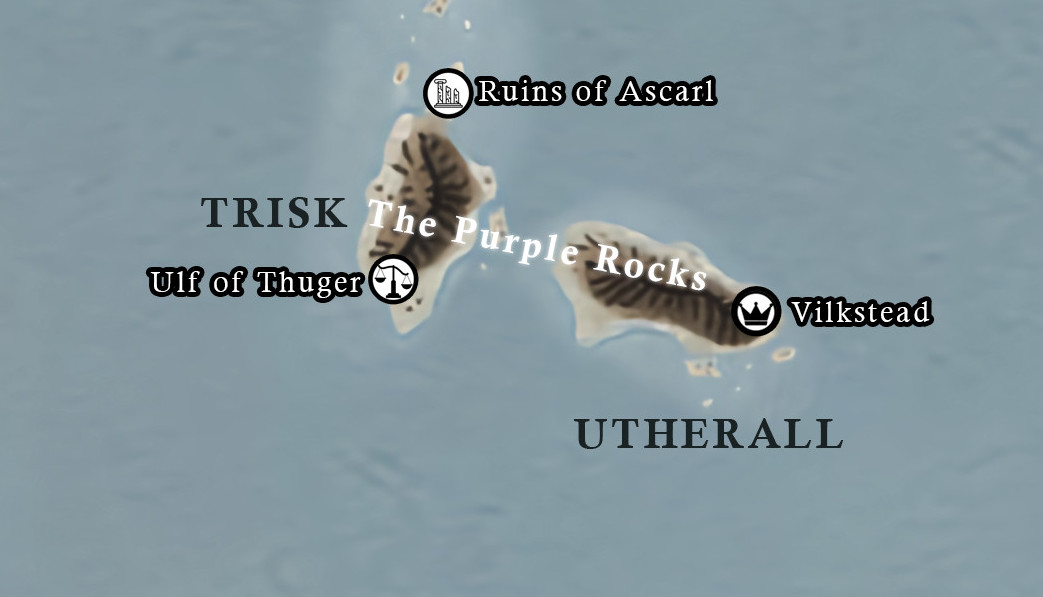 Ruins of Ascarl
TRISK
The Purple Rocks
Ulf of Thuger
Vilkstead
UTHERALL